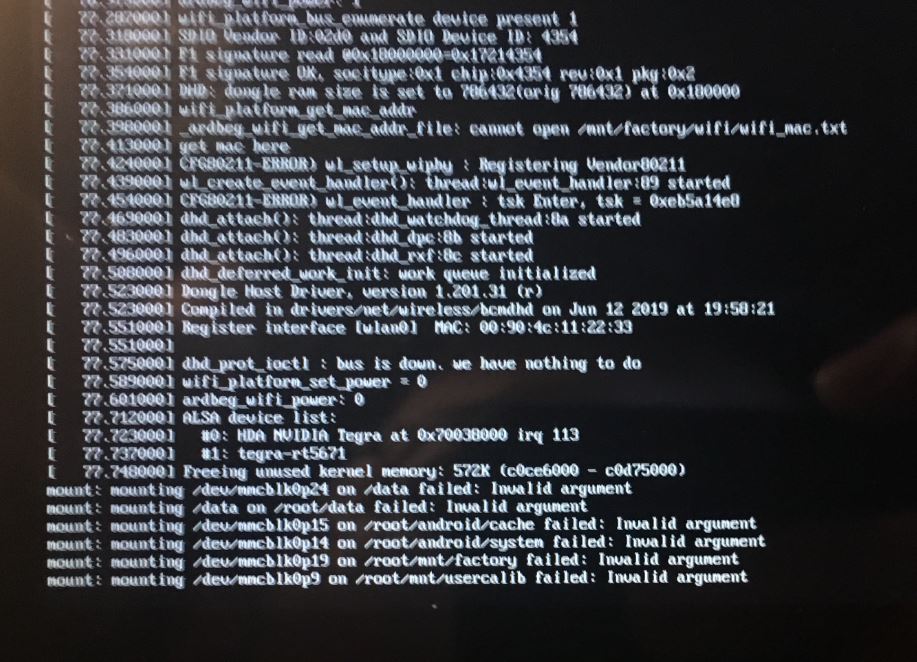 [ 77.287000] wifi_platform_bus_enumerate device present 1
[ 77.318000] SDIO Vendor ID:02d0 and SDIO Device ID: 4354
[ 77.331000] F1 signature read @0x18000000=0x17214354
[ 77.354000] F1 signature OK, socitype:0x1 chip:0x4354 rev:0x1 pkg:0x2
[ 77.371000] DHD: dongle ram size is set to 786432(orig 786432) at 0x180000
[ 77.386000] wifi_platform_get_mac_addr
[ 77.398000] _ardbeg_wifi_get_mac_addr_file: cannot open /mnt/factory/wifi/wifi_mac.txt
[ 77.413000] get mac here
[ 77.424000] CFG80211-ERROR) wl_setup_wiphy : Registering Vendor80211
[ 77.439000] wl_create_event_handler(): thread:wl_event_handler:89 started
[ 77.454000] CFG80211-ERROR) wl_event_handler : tsk Enter, tsk = 0xeb5a14e0
[ 77.469000] dhd_attach(): thread:dhd_watchdog_thread:8a started
[ 77.483000] dhd_attach(): thread:dhd_dpc:8b started
[ 77.496000] dhd_attach(): thread:dhd_rxf:8c started
[ 77.508000] dhd_deferred_work_init: work queue initialized
[ 77.523000] Dongle Host Driver, version 1.201.31 (r)
[ 77.523000] Compiled in drivers/net/wireless/bcmdhd on Jun 12 2019 at 19:58:21
[ 77.551000] Register interface [wlan0] MAC: 00:90:4c:11:22:33
[ 77.551000]
[ 77.575000] dhd_prot_ioctl : bus is down. we have nothing to do
[ 77.589000] wifi_platform_set_power = 0
[ 77.601000] ardbeg_wifi_power: 0
[ 77.712000] ALSA device list:
[ 77.723000] #0: HDA NVIDIA Tegra at 0x70038000 irq 113
[ 77.737000] #1: tegra-rt5671
[ 77.748000] Freeing unused kernel memory: 572K (c0ce6000 - c0d75000)
mount: mounting /dev/mmcblk0p24 on /data failed: Invalid argument
mount: mounting /data on /root/data failed: Invalid argument
mount: mounting /dev/mmcblk0p15 on /root/android/cache failed: Invalid argument
mount: mounting /dev/mmcblk0p14 on /root/android/system failed: Invalid argument
mount: mounting /dev/mmcblk0p19 on /root/mnt/factory failed: Invalid argument
mount: mounting /dev/mmcblk0p9 on /root/mnt/usercalib failed: Invalid argument